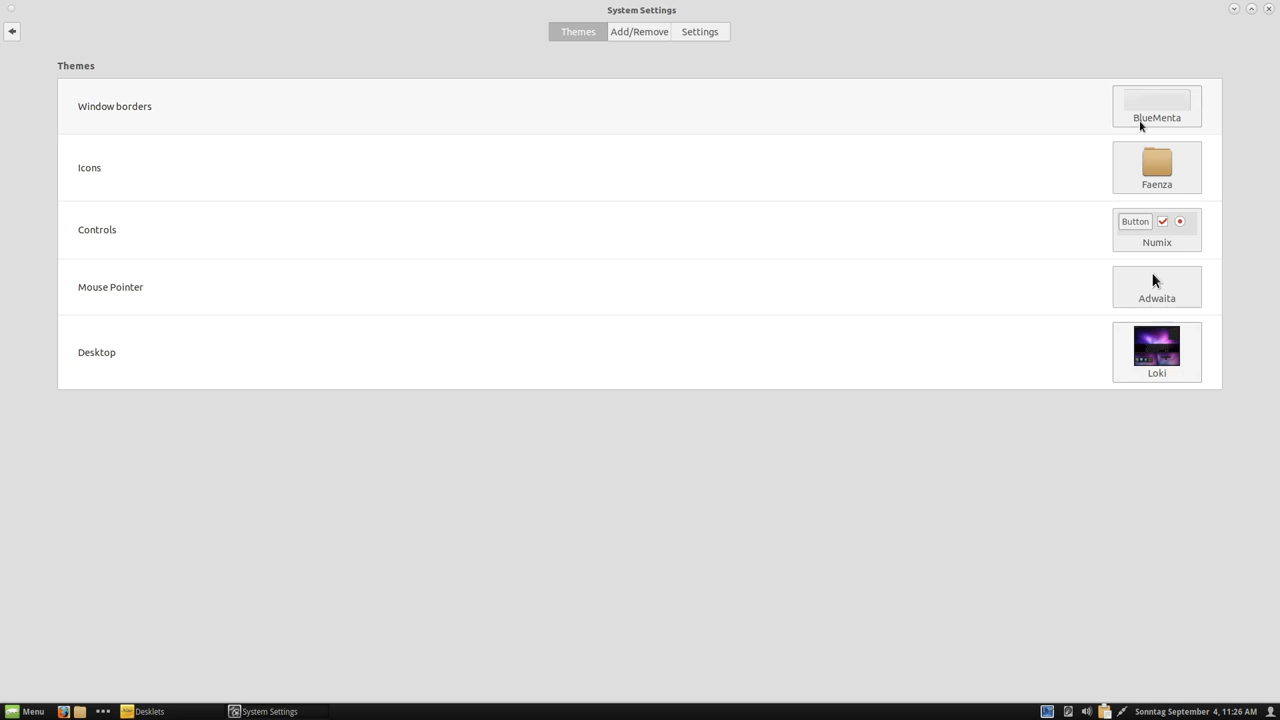 System Settings
Themes Add/Remove Settings
Themes
Window borders
BlueMenta
Icons
Faenza
Controls
Button
Numix
Mouse Pointer
Adwaita
Desktop
Loki
Menu Desklets System Settings Sonntag September 4, 11:26 AM